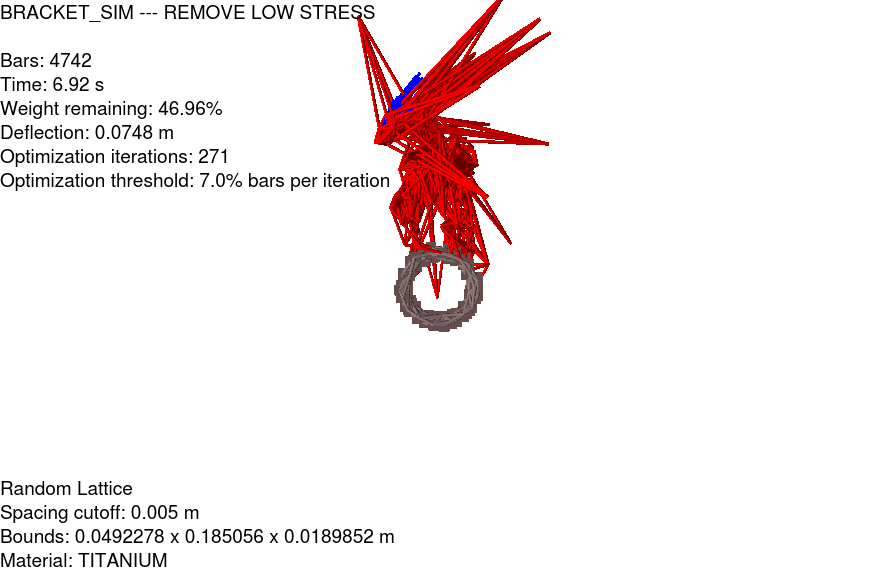 BRACKET_SIM --- REMOVE LOW STRESS
Bars: 4742
Time: 6.92 s
Weight remaining: 46.96%
Deflection: 0.0748 m
Optimization iterations: 271
Optimization threshold: 7.0% bars per iteration
Random Lattice
Spacing cutoff: 0.005 m
Bounds: 0.0492278 x 0.185056 x 0.0189852 m
Material: TITANIUM